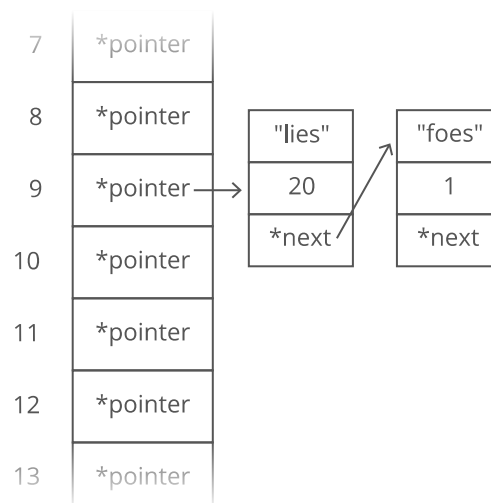 7 *pointer
8 *pointer
"lies" "foes"
9 *pointer 20 1
*next *next
10 *pointer
11 *pointer
12 *pointer
13 *pointer